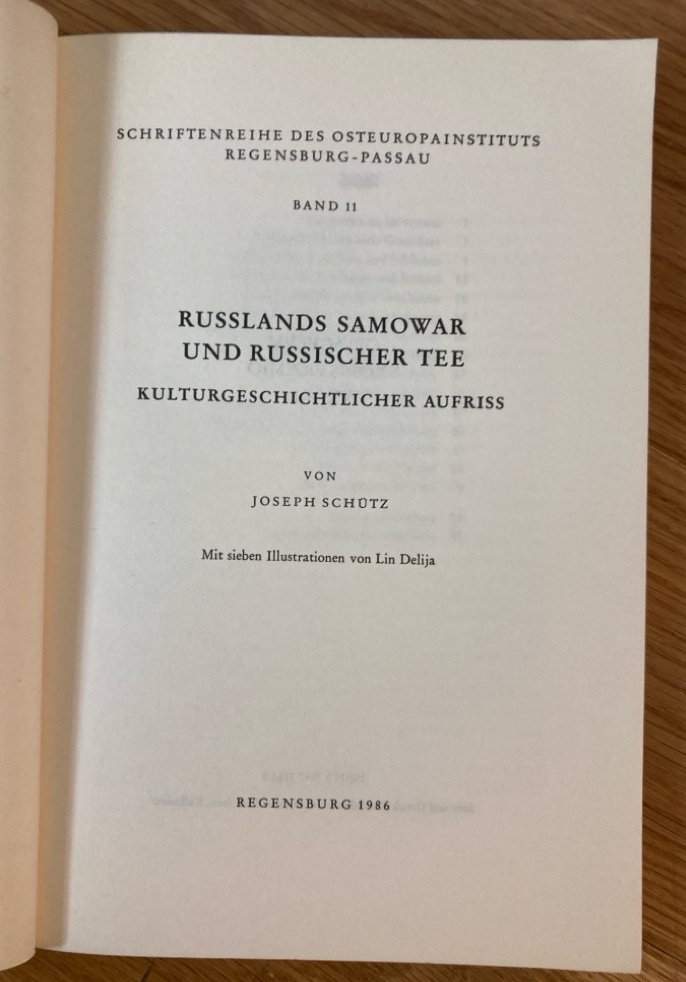 SCHRIFTENREIHE DES OSTEUROPAINSTITUTS
REGENSBURG-PASSAU
BAND 11
RUSSLANDS SAMOWAR
UND RUSSISCHER TEE
KULTURGESCHICHTLICHER AUFRISS
VON
JOSEPH SCHÜTZ
Mit sieben Illustrationen von Lin Delija
REGENSBURG 1986